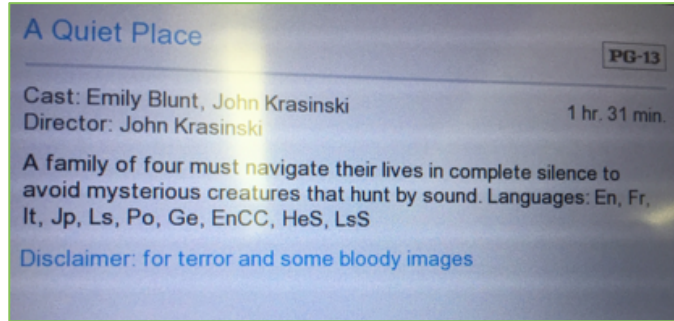 A Quiet Place
PG-13
Cast: Emily Blunt, John Krasinski
1 hr. 31 min.
Director: John Krasinski
A family of four must navigate their lives in complete silence to
avoid mysterious creatures that hunt by sound. Languages: En, Fr,
It, Jp, Ls, Po, Ge, EnCC, HeS, LsS
Disclaimer: for terror and some bloody images